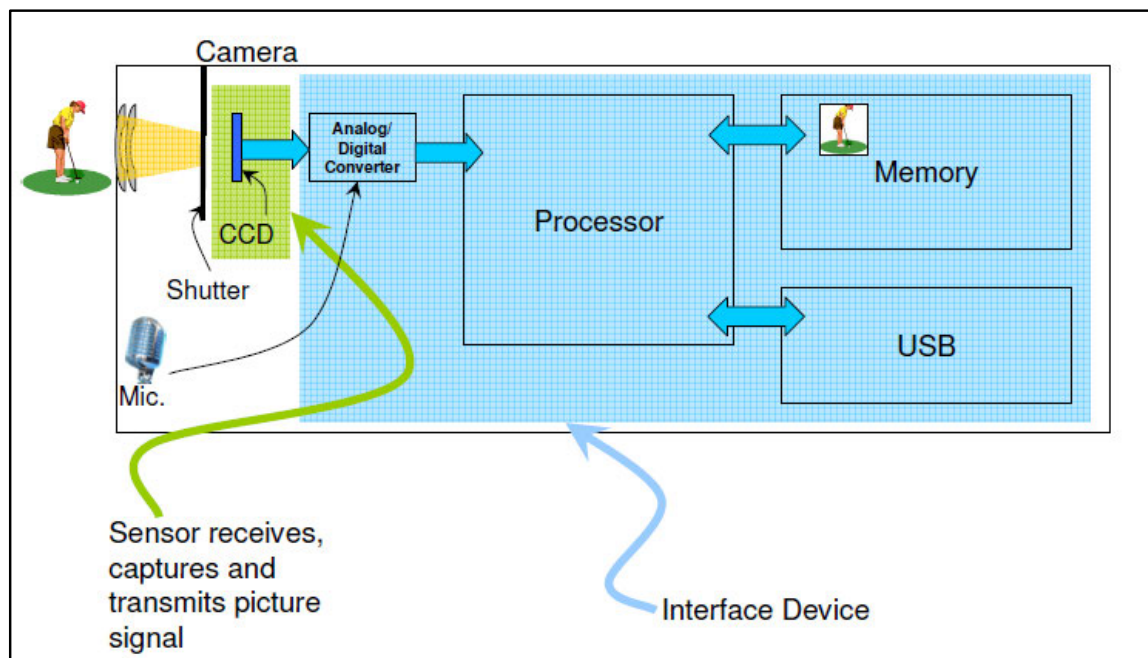 Camera
Analog/
Digital
Converter
Processor
Memory
CCD
Shutter
USB
Mic.
Sensor receives,
captures and
transmits picture
signal
Interface Device